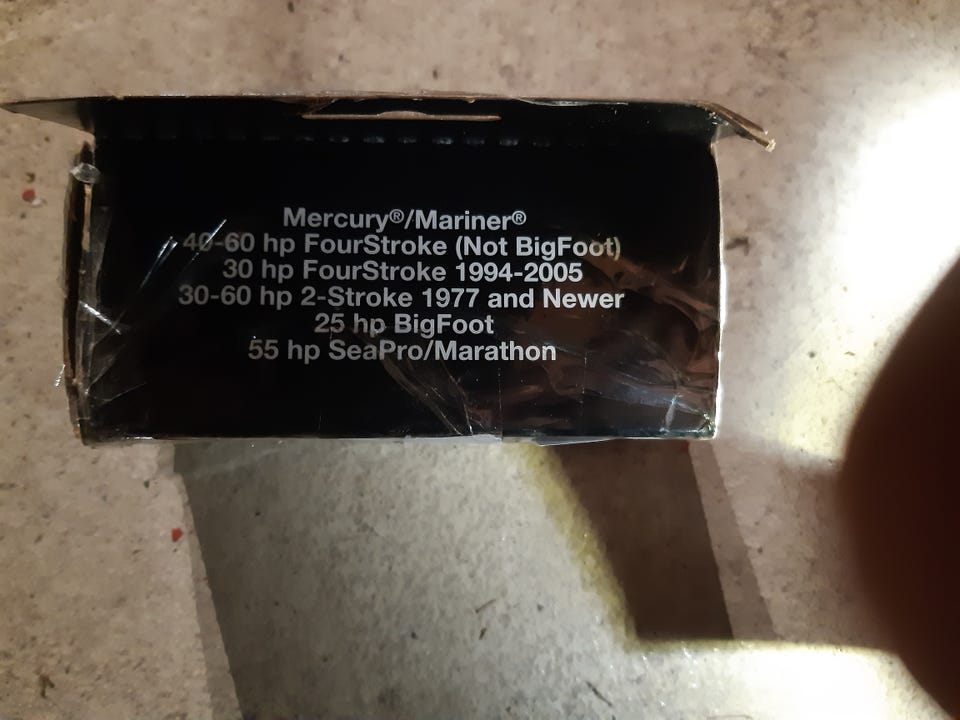 Mercury®/Mariner®
40-60 hp FourStroke (Not BigFoot)
30 hp FourStroke 1994-2005
30-60 hp 2-Stroke 1977 and Newer
25 hp BigFoot
55 hp SeaPro/Marathon